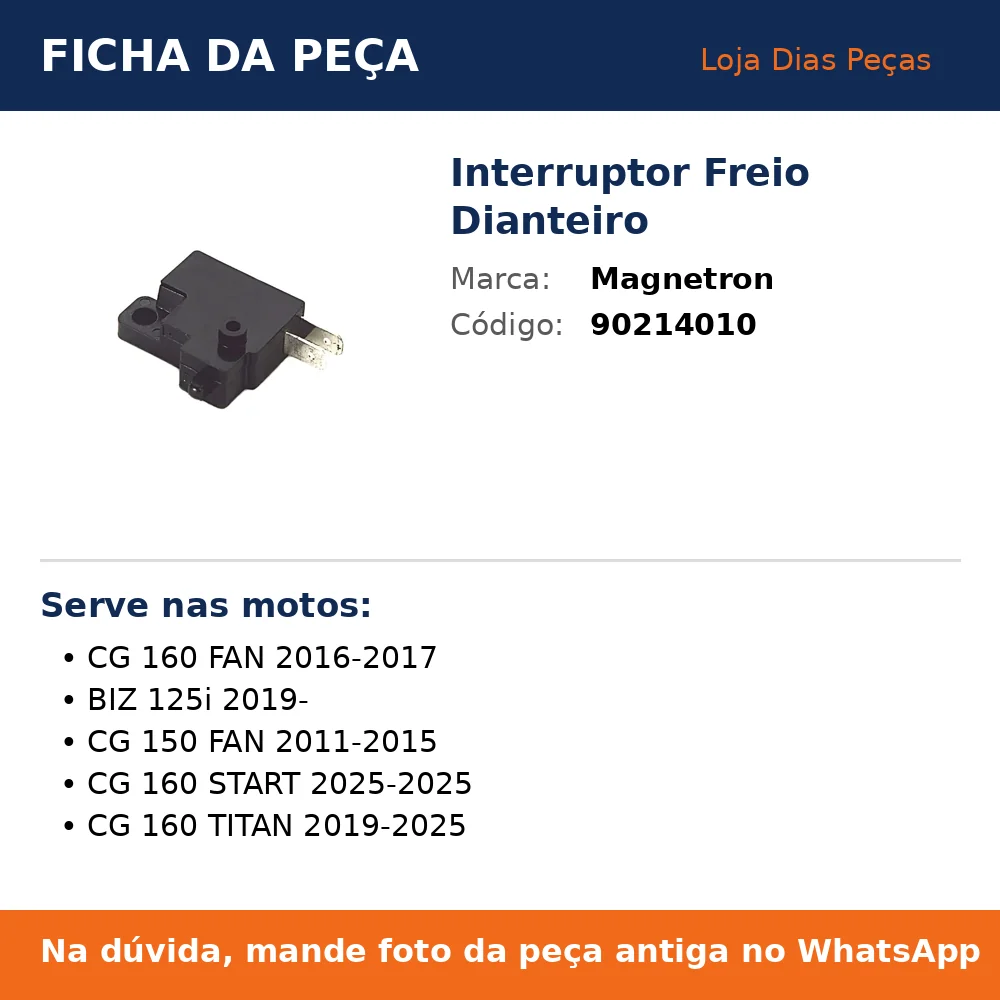 FICHA DA PEÇA
Loja Dias Peças
Interruptor Freio
Dianteiro
Marca: Magnetron
Código: 90214010
Serve nas motos:
• CG 160 FAN 2016-2017
• BIZ 125i 2019-
• CG 150 FAN 2011-2015
• CG 160 START 2025-2025
• CG 160 TITAN 2019-2025
Na dúvida, mande foto da peça antiga no WhatsApp